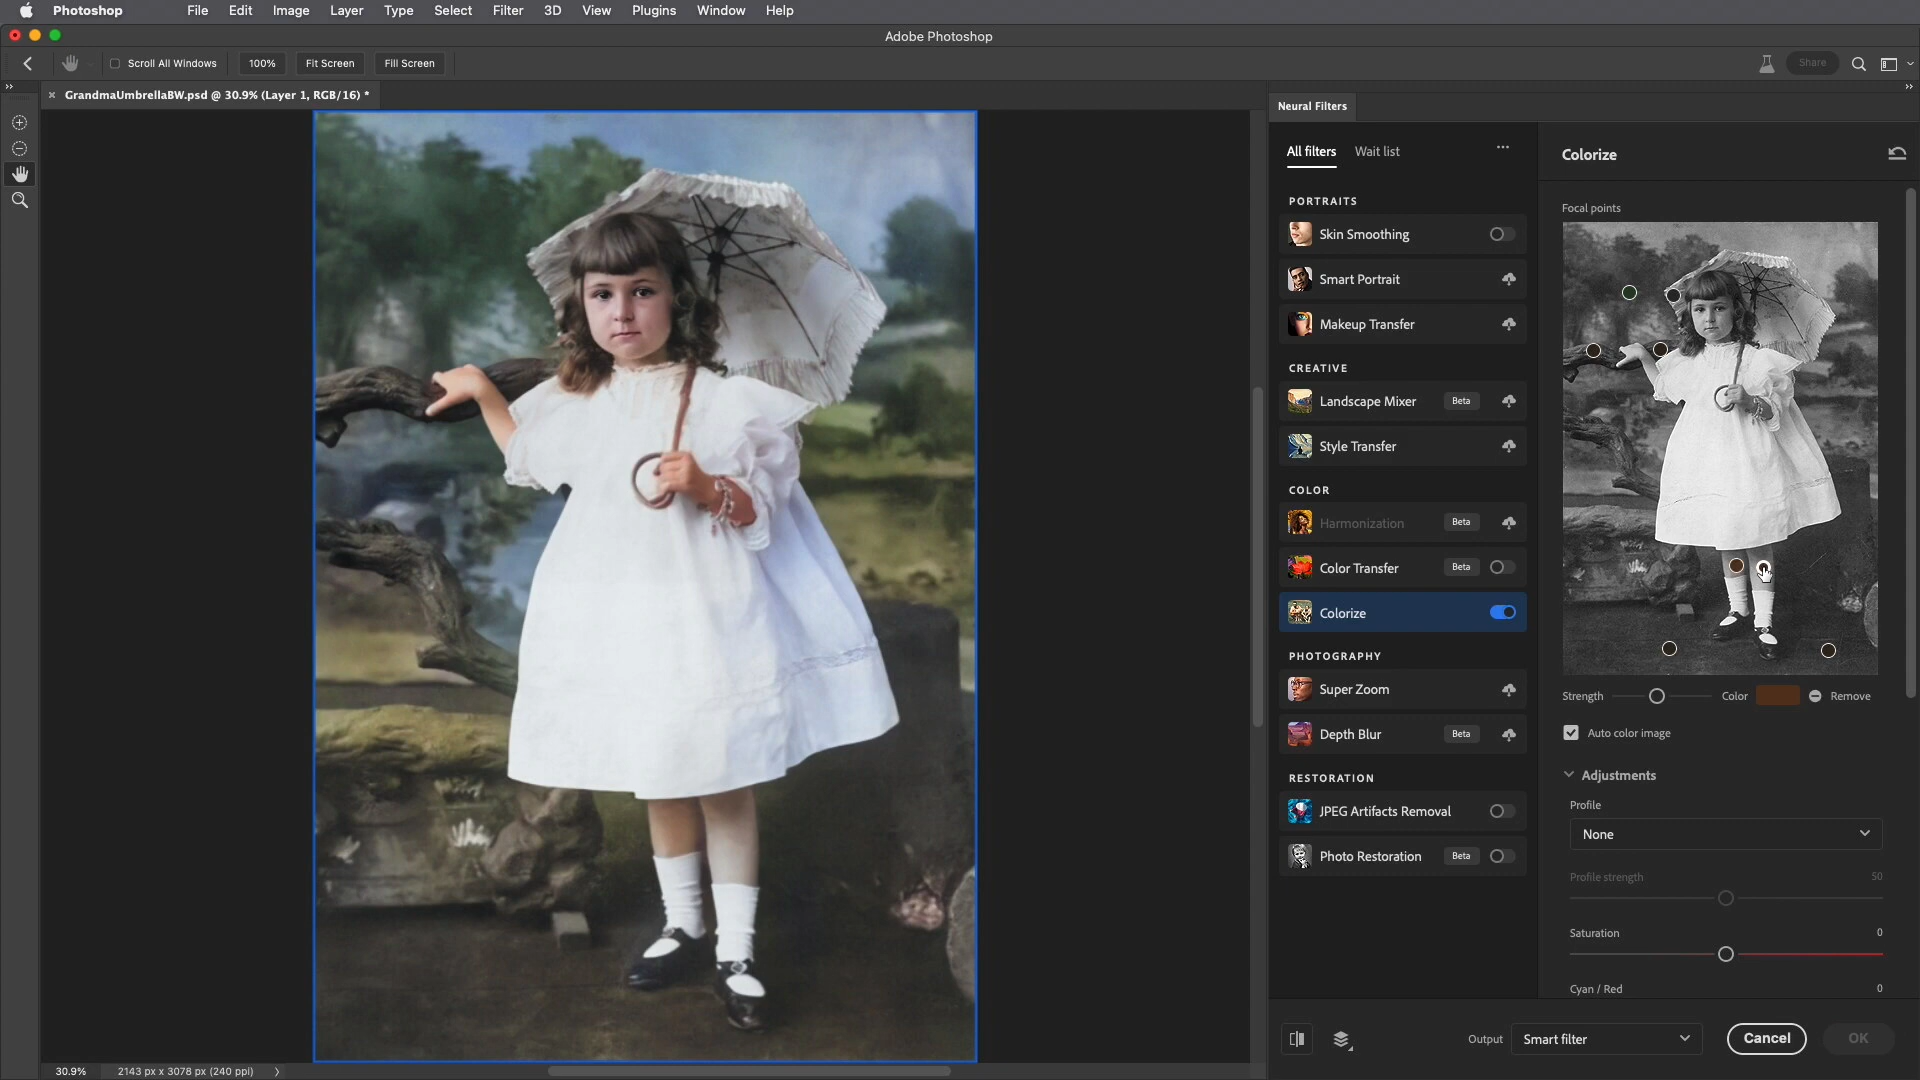 Photoshop File Edit Image Layer Type Select Filter 3D View Plugins Window Help
Adobe Photoshop
Scroll All Windows 100% Fit Screen Fill Screen Share
GrandmaUmbrellaBW.psd @ 30.9% (Layer 1, RGB/16) *
Neural Filters
All filters Wait list
PORTRAITS
Skin Smoothing
Smart Portrait
Makeup Transfer
CREATIVE
Landscape Mixer Beta
Style Transfer
COLOR
Harmonization Beta
Color Transfer Beta
Colorize
PHOTOGRAPHY
Super Zoom
Depth Blur Beta
RESTORATION
JPEG Artifacts Removal
Photo Restoration Beta
Colorize
Focal points
Strength Color Remove
Auto color image
Adjustments
Profile
None
Profile strength 50
Saturation 0
Cyan / Red 0
Output Smart filter Cancel OK
30.9% 2143 px x 3078 px (240 ppi)